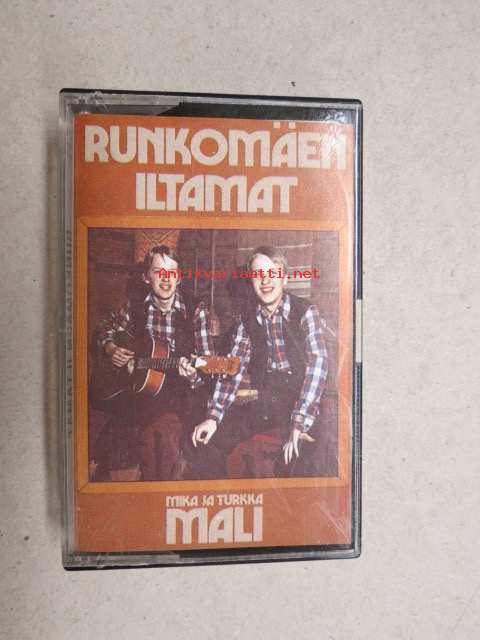 RUNKOMÄEN
ILTAMAT
Antikvariaatti.net
MIKA JA TURKKA
MALI